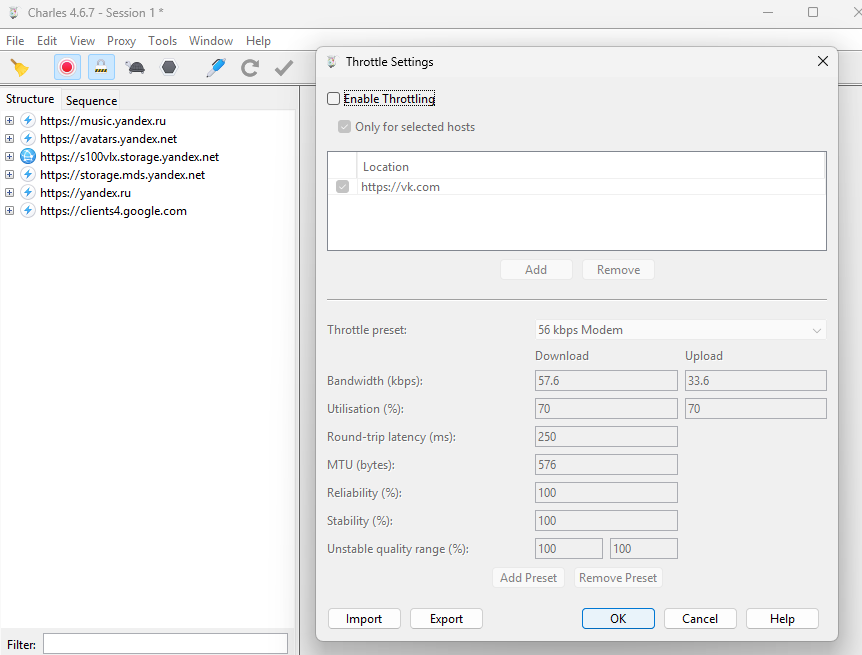 Charles 4.6.7 - Session 1 *
File Edit View Proxy Tools Window Help
Structure Sequence
https://music.yandex.ru
https://avatars.yandex.net
https://s100vlx.storage.yandex.net
https://storage.mds.yandex.net
https://yandex.ru
https://clients4.google.com
Filter:
Throttle Settings
Enable Throttling
Only for selected hosts
Location
https://vk.com
Add Remove
Throttle preset: 56 kbps Modem
Download Upload
Bandwidth (kbps): 57.6 33.6
Utilisation (%): 70 70
Round-trip latency (ms): 250
MTU (bytes): 576
Reliability (%): 100
Stability (%): 100
Unstable quality range (%): 100 100
Add Preset Remove Preset
Import Export OK Cancel Help